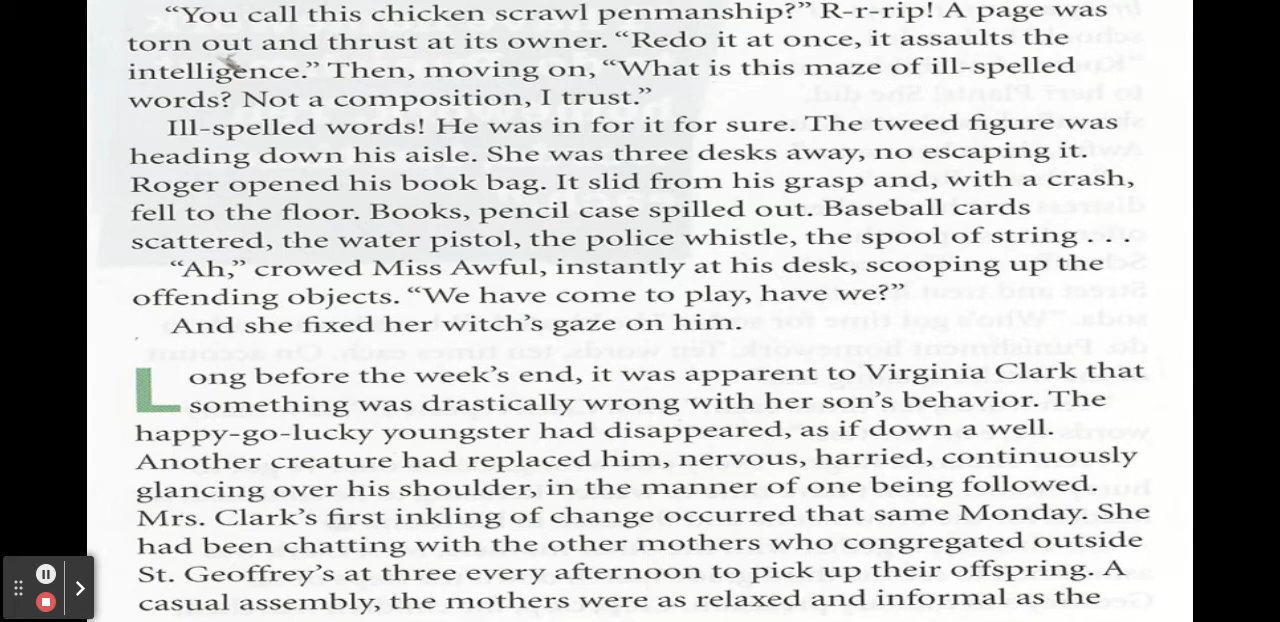 “You call this chicken scrawl penmanship?” R-r-rip! A page was
torn out and thrust at its owner. “Redo it at once, it assaults the
intelligence.” Then, moving on, “What is this maze of ill-spelled
words? Not a composition, I trust.”
Ill-spelled words! He was in for it for sure. The tweed figure was
heading down his aisle. She was three desks away, no escaping it.
Roger opened his book bag. It slid from his grasp and, with a crash,
fell to the floor. Books, pencil case spilled out. Baseball cards
scattered, the water pistol, the police whistle, the spool of string . . .
“Ah,” crowed Miss Awful, instantly at his desk, scooping up the
offending objects. “We have come to play, have we?”
And she fixed her witch’s gaze on him.
Long before the week’s end, it was apparent to Virginia Clark that
something was drastically wrong with her son’s behavior. The
happy-go-lucky youngster had disappeared, as if down a well.
Another creature had replaced him, nervous, harried, continuously
glancing over his shoulder, in the manner of one being followed.
Mrs. Clark’s first inkling of change occurred that same Monday. She
had been chatting with the other mothers who congregated outside
St. Geoffrey’s at three every afternoon to pick up their offspring. A
casual assembly, the mothers were as relaxed and informal as the